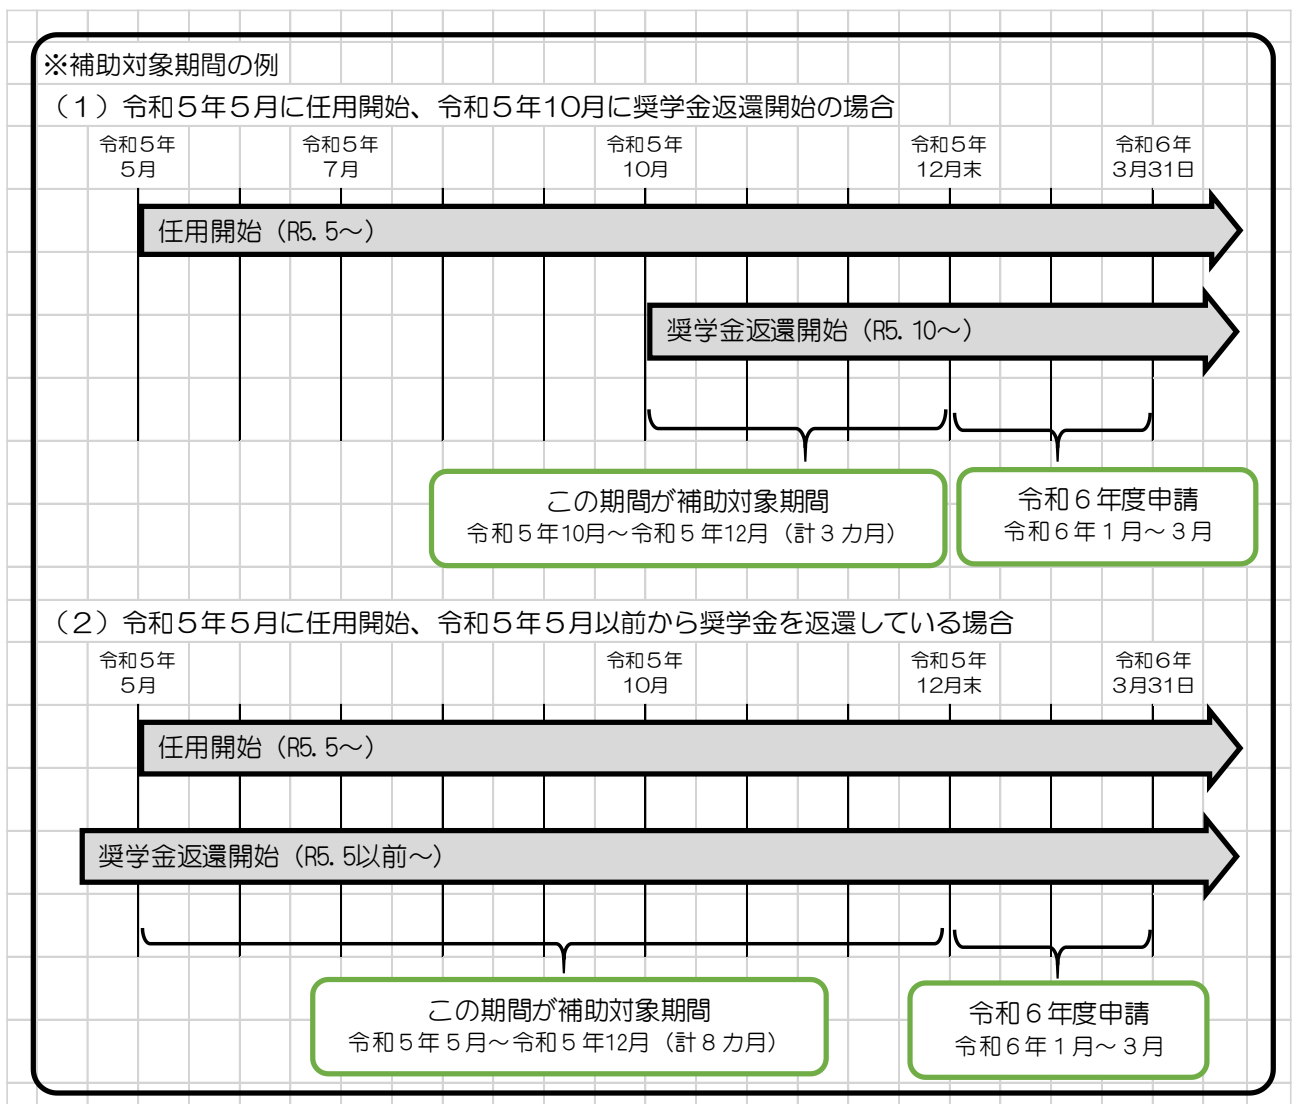 ※補助対象期間の例
（１）令和５年５月に任用開始、令和５年10月に奨学金返還開始の場合
令和５年 令和５年 令和５年 令和５年 令和６年
５月 ７月 10月 12月末 ３月31日
任用開始（R5.5～）
奨学金返還開始（R5.10～）
この期間が補助対象期間
令和５年10月～令和５年12月（計３カ月）
令和６年度申請
令和６年１月～３月
（２）令和５年５月に任用開始、令和５年５月以前から奨学金を返還している場合
令和５年 令和５年 令和５年 令和６年
５月 10月 12月末 ３月31日
任用開始（R5.5～）
奨学金返還開始（R5.5以前～）
この期間が補助対象期間
令和５年５月～令和５年12月（計８カ月）
令和６年度申請
令和６年１月～３月